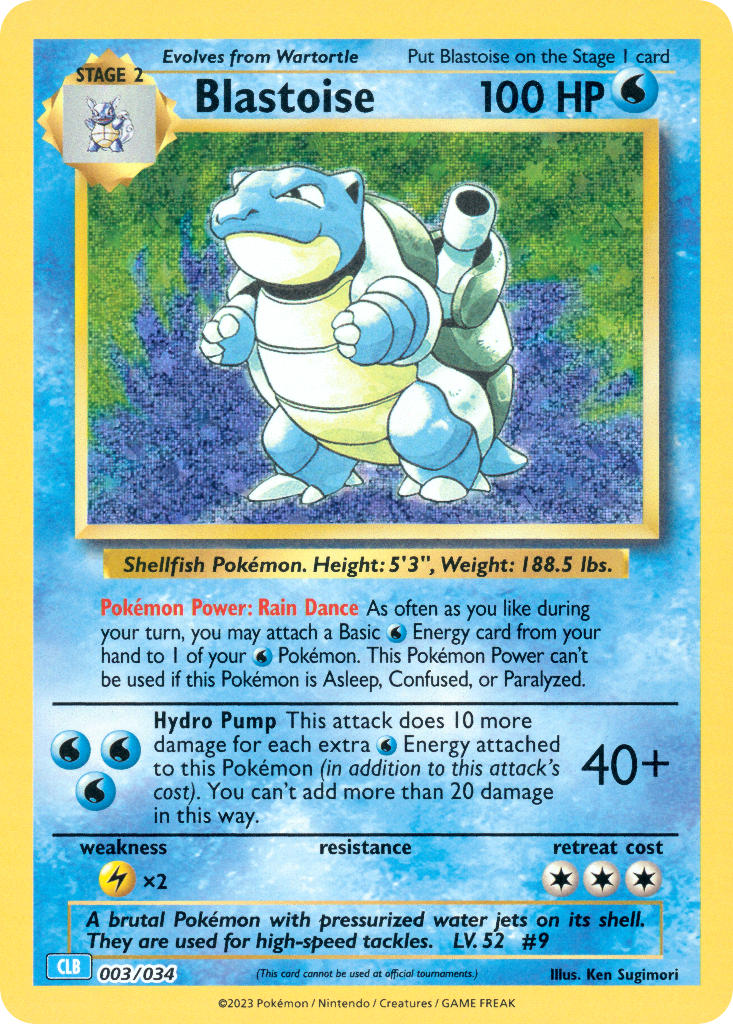 Evolves from Wartortle
Put Blastoise on the Stage 1 card
STAGE 2
Blastoise
100 HP
Shellfish Pokémon. Height: 5'3", Weight: 188.5 lbs.
Pokémon Power: Rain Dance As often as you like during
your turn, you may attach a Basic Energy card from your
hand to 1 of your Pokémon. This Pokémon Power can't
be used if this Pokémon is Asleep, Confused, or Paralyzed.
Hydro Pump This attack does 10 more
damage for each extra Energy attached
to this Pokémon (in addition to this attack's
cost). You can't add more than 20 damage
in this way.
40+
weakness
resistance
retreat cost
×2
A brutal Pokémon with pressurized water jets on its shell.
They are used for high-speed tackles. LV. 52 #9
CLB 003/034
(This card cannot be used at official tournaments.)
Illus. Ken Sugimori
©2023 Pokémon / Nintendo / Creatures / GAME FREAK